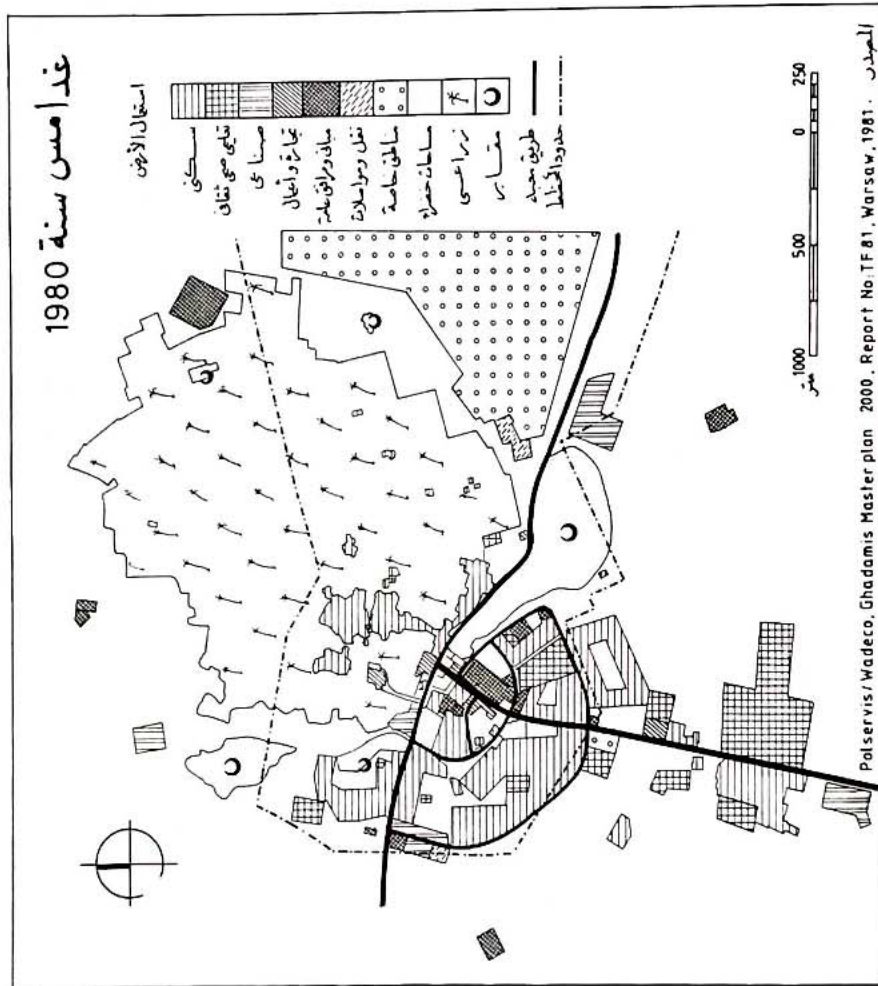 غدامس سنة 1980
استعمال الأرض
سكني
تعليمي صحي ثقافي
صناعي
تجارة وأعمال
مباني ومرافق عامة
نقل ومواصلات
مناطق خاصة
مساحات خضراء
زراعي
مقابر
طريق معبد
حدود المخطط
250
0
500
1000
متر
المصدر: Polservis/Wadeco, Ghadamis Master plan 2000, Report No: TF 81, Warsaw, 1981.